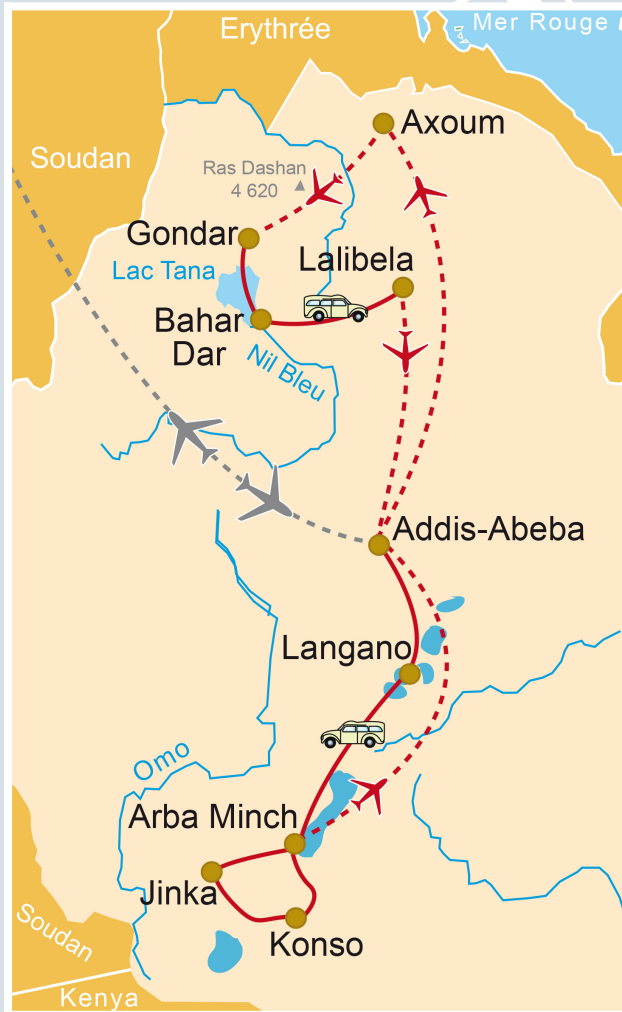 Mer Rouge
Erythrée
Axoum
Soudan
Ras Dashan
4 620
Gondar
Lalibela
Lac Tana
Bahar
Dar
Nil Bleu
Addis-Abeba
Langano
Omo
Arba Minch
Jinka
Konso
Soudan
Kenya